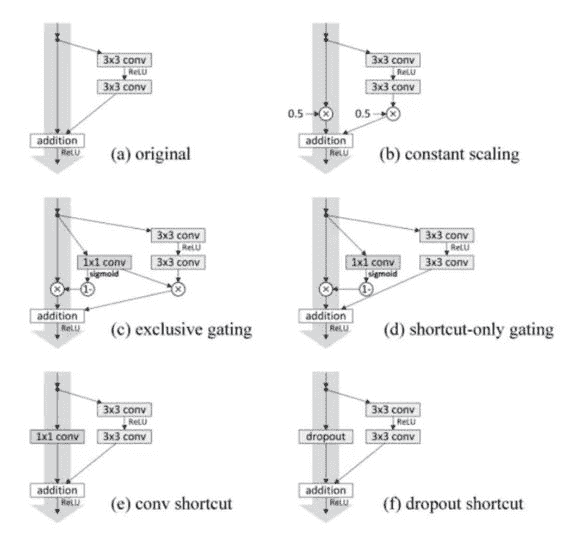 3x3 conv
ReLU
3x3 conv
addition
ReLU
(a) original
3x3 conv
ReLU
3x3 conv
0.5
×
0.5
×
addition
ReLU
(b) constant scaling
3x3 conv
ReLU
1x1 conv
3x3 conv
sigmoid
×
1-
×
addition
ReLU
(c) exclusive gating
3x3 conv
ReLU
1x1 conv
3x3 conv
sigmoid
×
1-
addition
ReLU
(d) shortcut-only gating
3x3 conv
ReLU
1x1 conv
3x3 conv
addition
ReLU
(e) conv shortcut
3x3 conv
ReLU
dropout
3x3 conv
addition
ReLU
(f) dropout shortcut